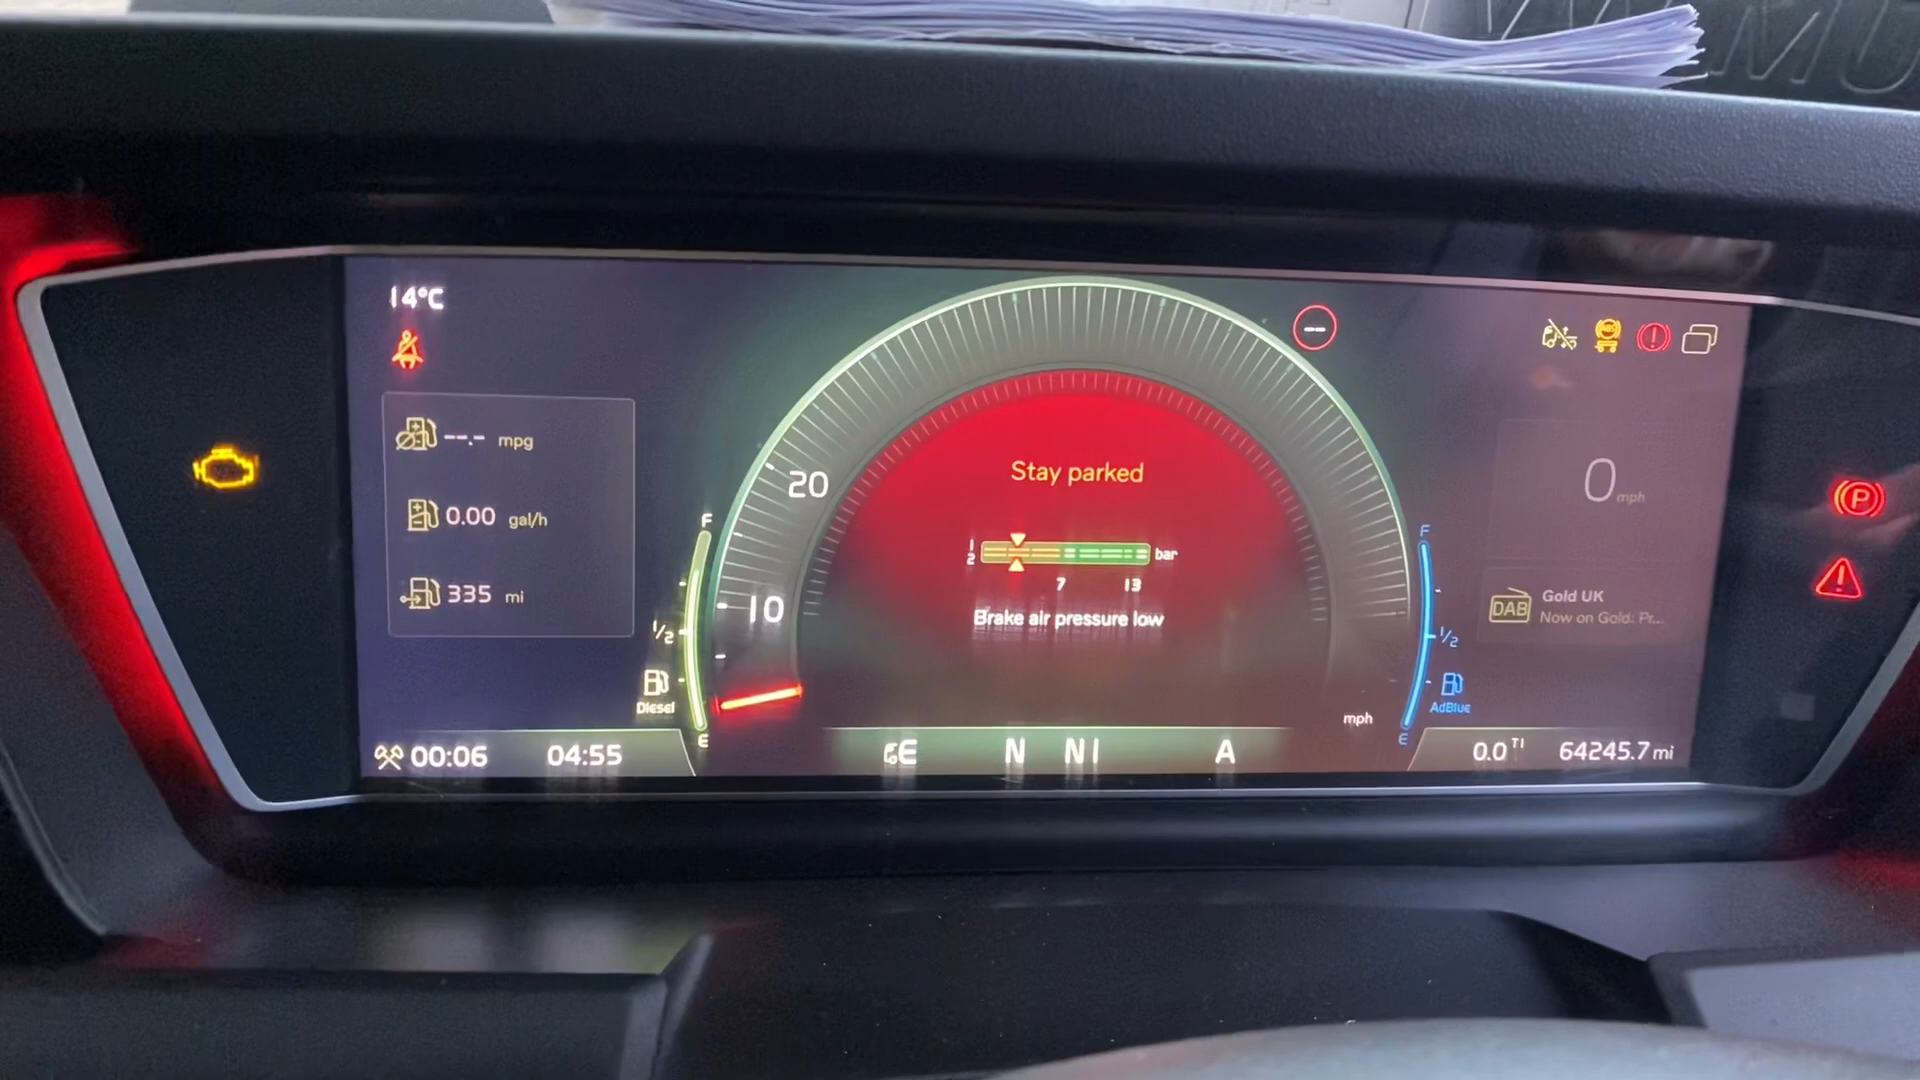 14°C
--.- mpg
0.00 gal/h
335 mi
00:06 04:55
F
1/2
Diesel
E
20
10
Stay parked
1
2
bar
7 13
Brake air pressure low
E N N1 A
mph
--
ABS
0 mph
F
1/2
AdBlue
E
DAB
Gold UK
Now on Gold: Pr...
0.0 T1 64245.7 mi
P